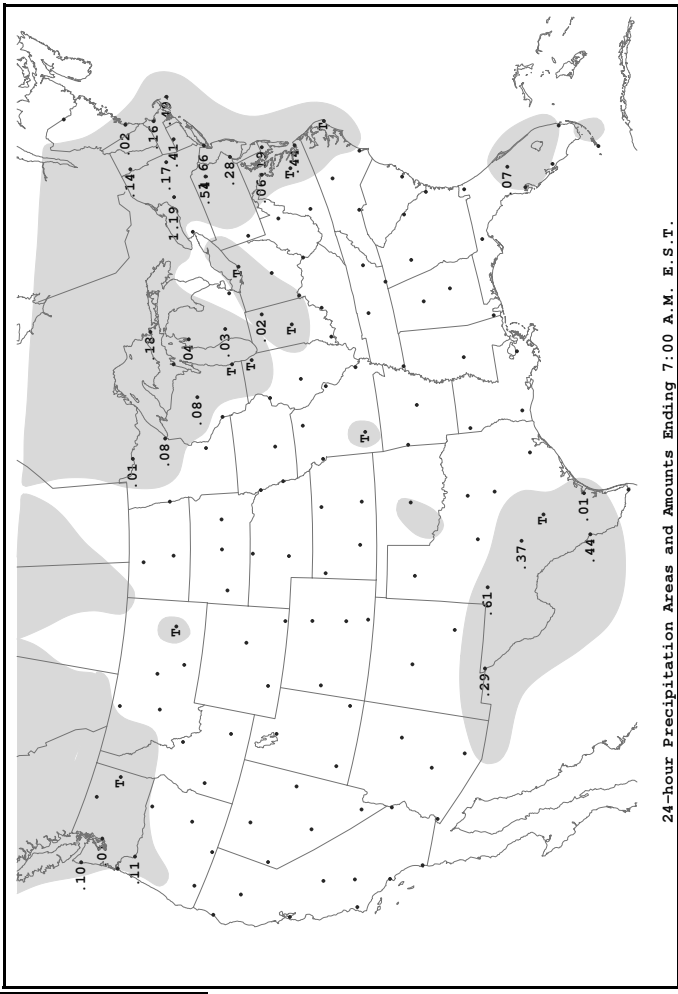 .10
T
.02
.14
.01
.11
18
.16
.08
.49
.17
T
1.19
.41
.04
.08
.66
.03
.28
T
T
T
.02
.06
.19
T
T
T
T
.29
.61
.07
.37
T
.01
.44
24-hour Precipitation Areas and Amounts Ending 7:00 A.M. E.S.T.